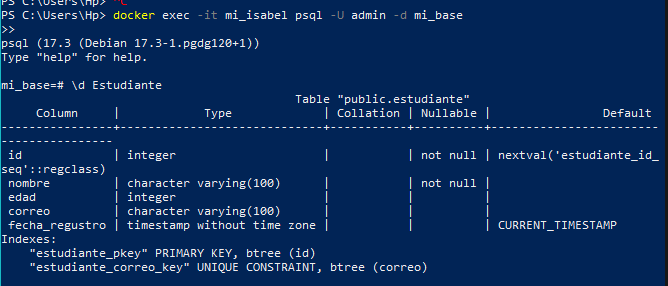 PS C:\Users\Hp> ^C
PS C:\Users\Hp> docker exec -it mi_isabel psql -U admin -d mi_base
>>
psql (17.3 (Debian 17.3-1.pgdg120+1))
Type "help" for help.

mi_base=# \d Estudiante
                                          Table "public.estudiante"
     Column     |            Type             | Collation | Nullable |               Default
----------------+-----------------------------+-----------+----------+-------------------------
----------------
 id             | integer                     |           | not null | nextval('estudiante_id_
seq'::regclass)
 nombre         | character varying(100)      |           | not null |
 edad           | integer                     |           |          |
 correo         | character varying(100)      |           |          |
 fecha_regustro | timestamp without time zone |           |          | CURRENT_TIMESTAMP
Indexes:
    "estudiante_pkey" PRIMARY KEY, btree (id)
    "estudiante_correo_key" UNIQUE CONSTRAINT, btree (correo)